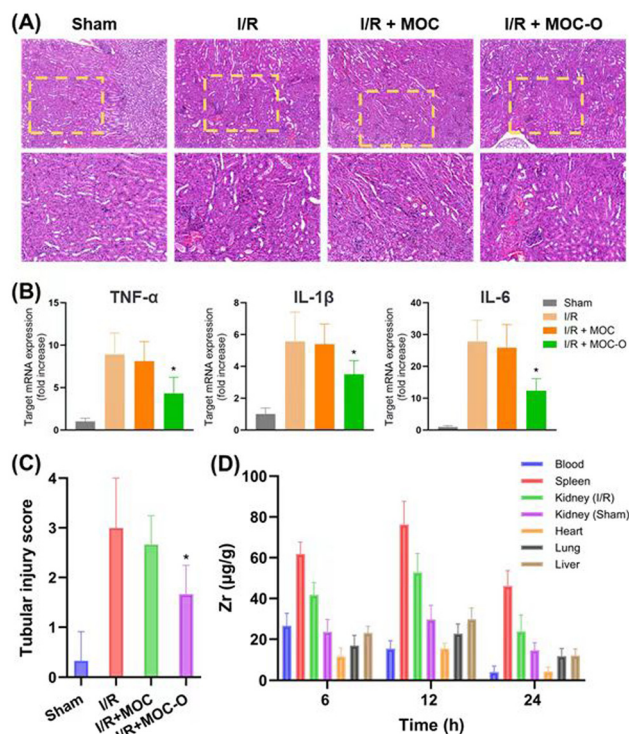 (A)
Sham
I/R
I/R + MOC
I/R + MOC-O
(B)
TNF-α
IL-1β
IL-6
Sham
I/R
I/R + MOC
I/R + MOC-O
Target mRNA expression
(fold increase)
15
10
5
0
*
Target mRNA expression
(fold increase)
8
6
4
2
0
*
Target mRNA expression
(fold increase)
40
30
20
10
0
*
(C)
Tubular injury score
4
3
2
1
0
*
Sham
I/R
I/R+MOC
I/R+MOC-O
(D)
Zr (μg/g)
100
80
60
40
20
0
Blood
Spleen
Kidney (I/R)
Kidney (Sham)
Heart
Lung
Liver
6
12
24
Time (h)